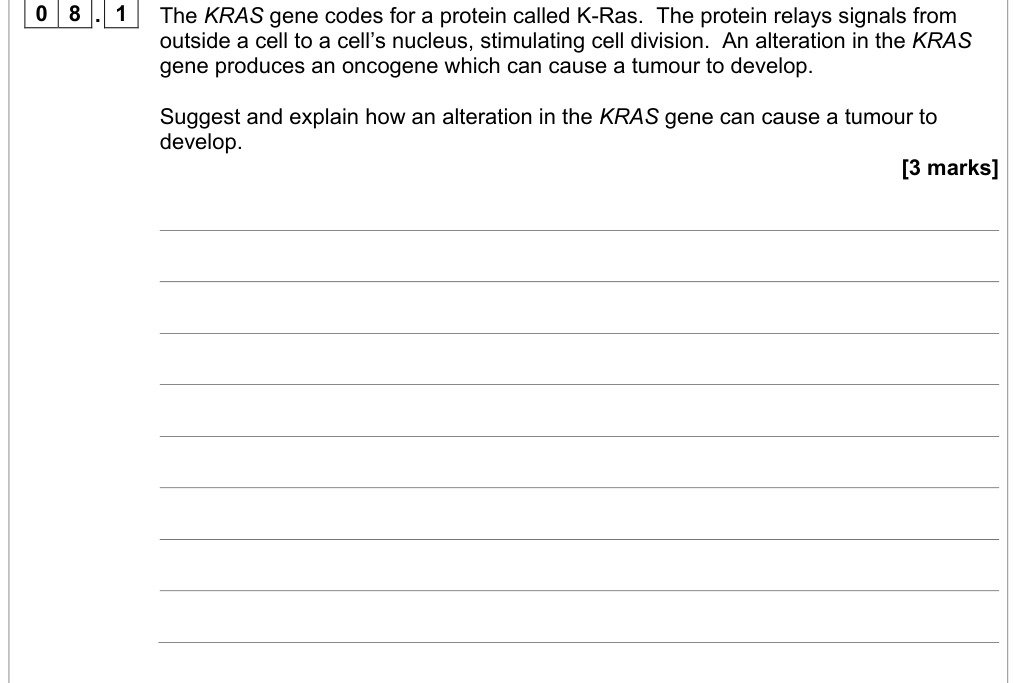 08.1 The KRAS gene codes for a protein called K-Ras. The protein relays signals from
outside a cell to a cell's nucleus, stimulating cell division. An alteration in the KRAS
gene produces an oncogene which can cause a tumour to develop.
Suggest and explain how an alteration in the KRAS gene can cause a tumour to
develop.
[3 marks]